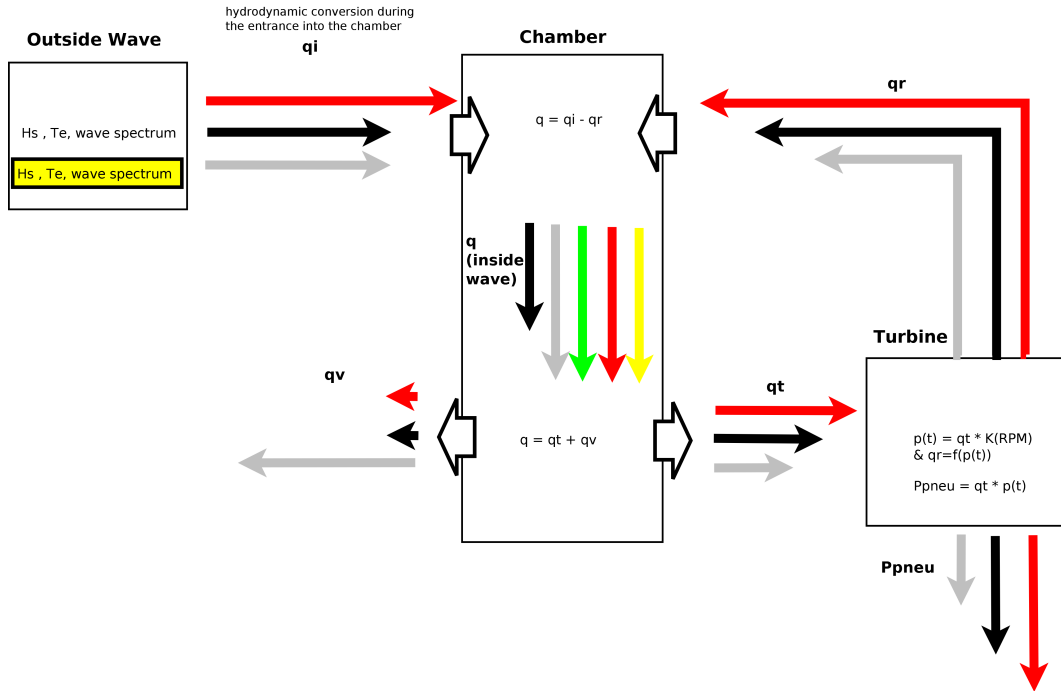 hydrodynamic conversion during
the entrance into the chamber
Outside Wave
qi
Chamber
qr
Hs , Te, wave spectrum
Hs , Te, wave spectrum
q = qi - qr
q
(inside
wave)
Turbine
qv
qt
q = qt + qv
p(t) = qt * K(RPM)
& qr=f(p(t))
Ppneu = qt * p(t)
Ppneu